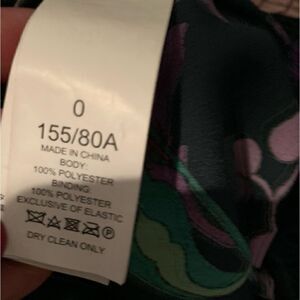 0
155/80A
MADE IN CHINA
BODY:
100% POLYESTER
BINDING:
100% POLYESTER
EXCLUSIVE OF ELASTIC
DRY CLEAN ONLY